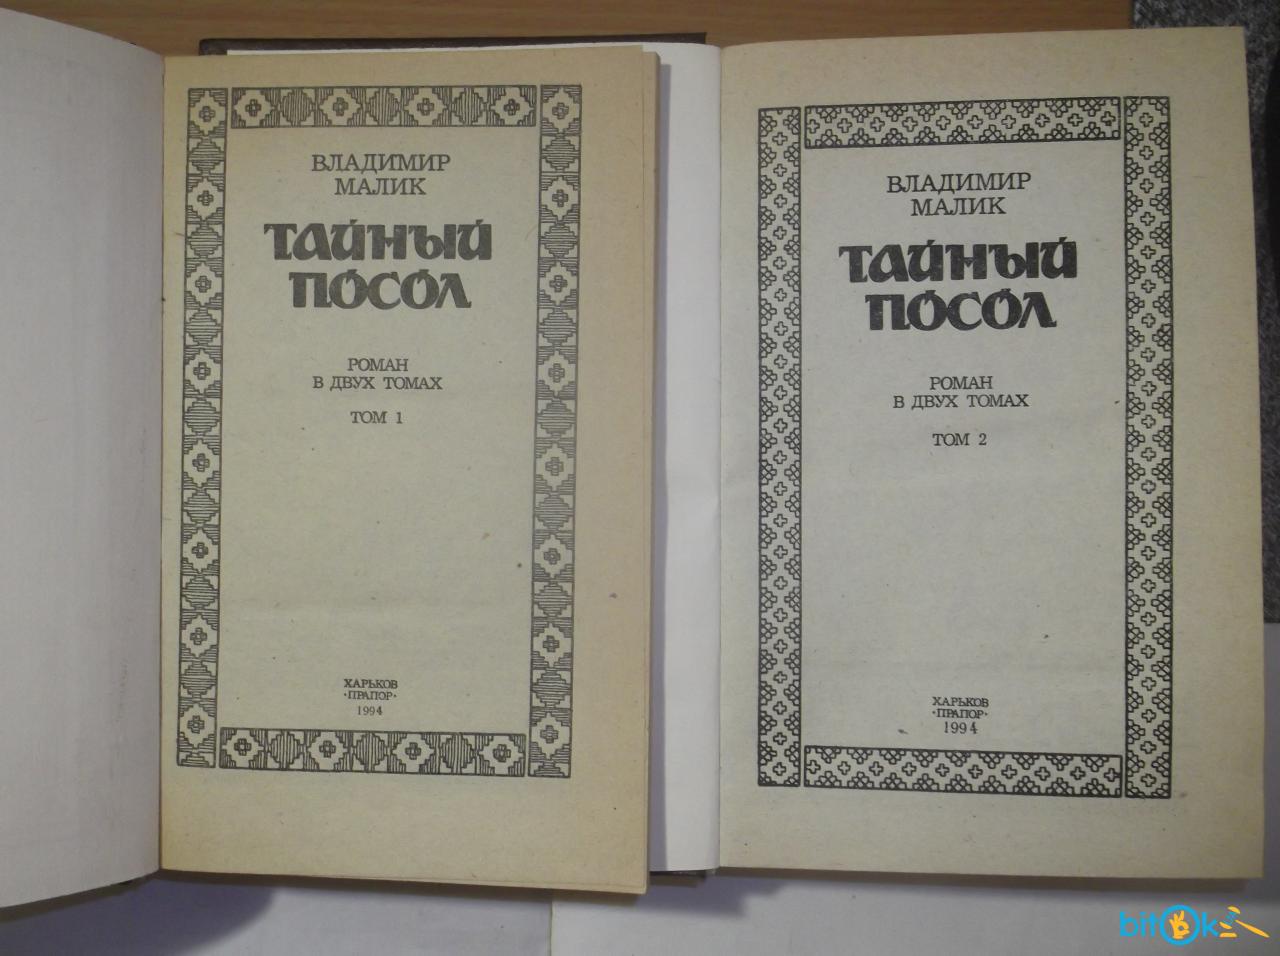 ВЛАДИМИР
МАЛИК
ТАЙНЫЙ
ПОСОЛ
РОМАН
В ДВУХ ТОМАХ
ТОМ 1
ХАРЬКОВ
·ПРАПОР·
1994
ВЛАДИМИР
МАЛИК
ТАЙНЫЙ
ПОСОЛ
РОМАН
В ДВУХ ТОМАХ
ТОМ 2
ХАРЬКОВ
·ПРАПОР·
1994
bitOk